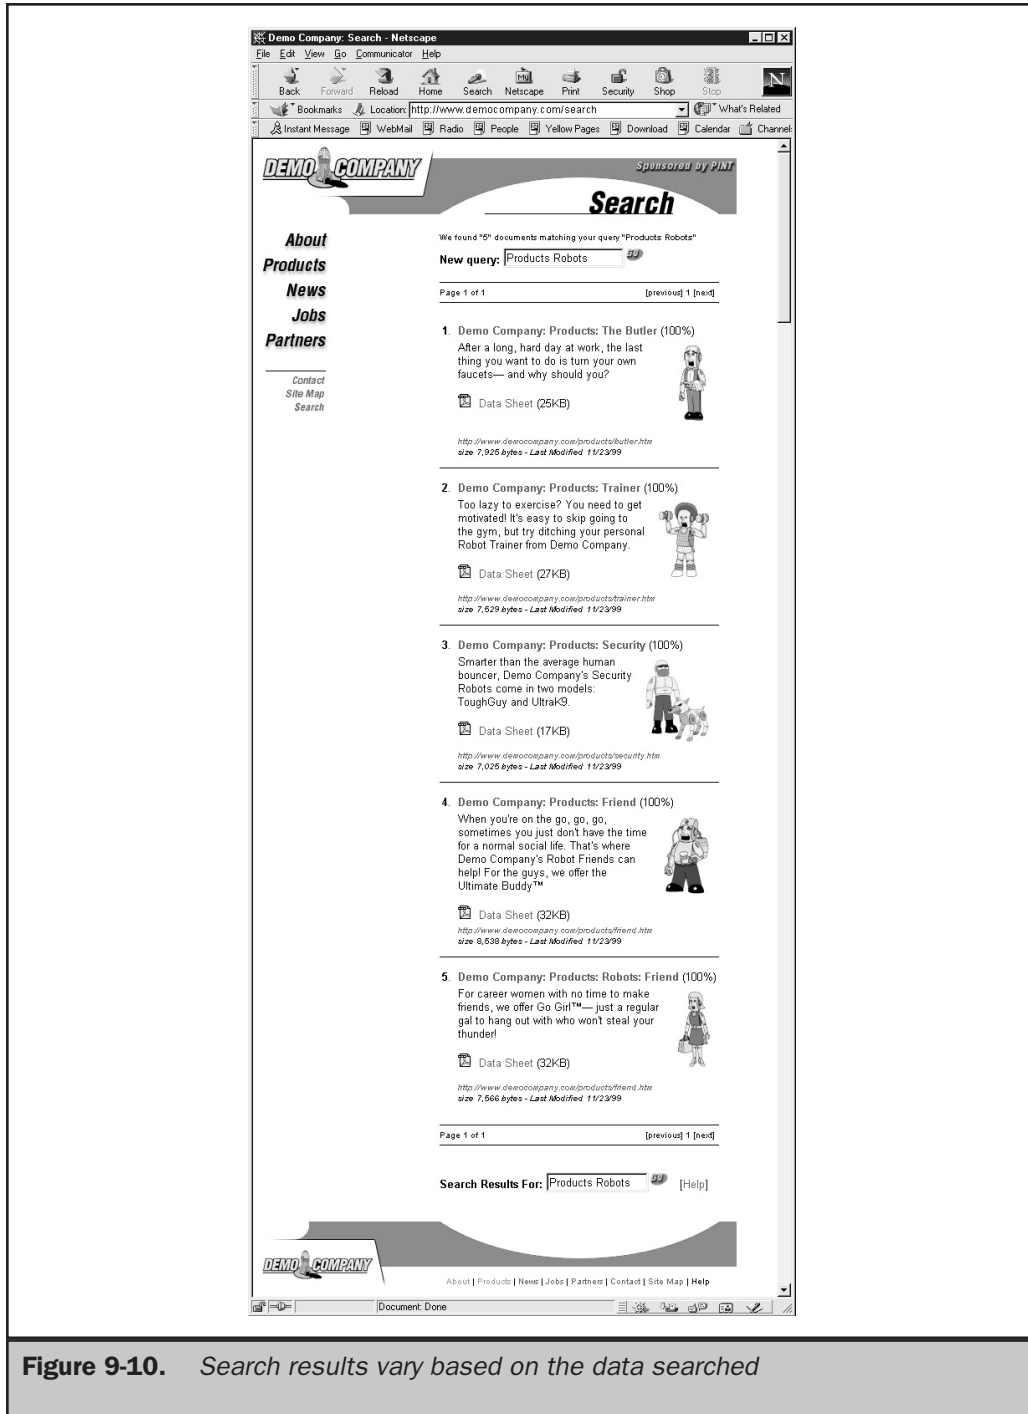 Demo Company: Search - Netscape
File Edit View Go Communicator Help
Back Forward Reload Home Search Netscape Print Security Shop Stop
Bookmarks Location: http://www.democompany.com/search What's Related
Instant Message WebMail Radio People Yellow Pages Download Calendar Channel
DEMO COMPANY
Sponsored by PINT
Search
About
Products
News
Jobs
Partners
Contact
Site Map
Search
We found "5" documents matching your query "Products Robots"
New query: Products Robots GO
Page 1 of 1 [previous] 1 [next]
1. Demo Company: Products: The Butler (100%)
After a long, hard day at work, the last
thing you want to do is turn your own
faucets— and why should you?
Data Sheet (25KB)
http://www.democompany.com/products/butler.htm
size 7,925 bytes - Last Modified 11/23/99
2. Demo Company: Products: Trainer (100%)
Too lazy to exercise? You need to get
motivated! It's easy to skip going to
the gym, but try ditching your personal
Robot Trainer from Demo Company.
Data Sheet (27KB)
http://www.democompany.com/products/trainer.htm
size 7,529 bytes - Last Modified 11/23/99
3. Demo Company: Products: Security (100%)
Smarter than the average human
bouncer, Demo Company's Security
Robots come in two models:
ToughGuy and UltraK9.
Data Sheet (17KB)
http://www.democompany.com/products/security.htm
size 7,025 bytes - Last Modified 11/23/99
4. Demo Company: Products: Friend (100%)
When you're on the go, go, go,
sometimes you just don't have the time
for a normal social life. That's where
Demo Company's Robot Friends can
help! For the guys, we offer the
Ultimate Buddy™
Data Sheet (32KB)
http://www.democompany.com/products/friend.htm
size 8,538 bytes - Last Modified 11/23/99
5. Demo Company: Products: Robots: Friend (100%)
For career women with no time to make
friends, we offer Go Girl™— just a regular
gal to hang out with who won't steal your
thunder!
Data Sheet (32KB)
http://www.democompany.com/products/friend.htm
size 7,566 bytes - Last Modified 11/23/99
Page 1 of 1 [previous] 1 [next]
Search Results For: Products Robots GO [Help]
DEMO COMPANY
About | Products | News | Jobs | Partners | Contact | Site Map | Help
Document: Done
Figure 9-10. Search results vary based on the data searched